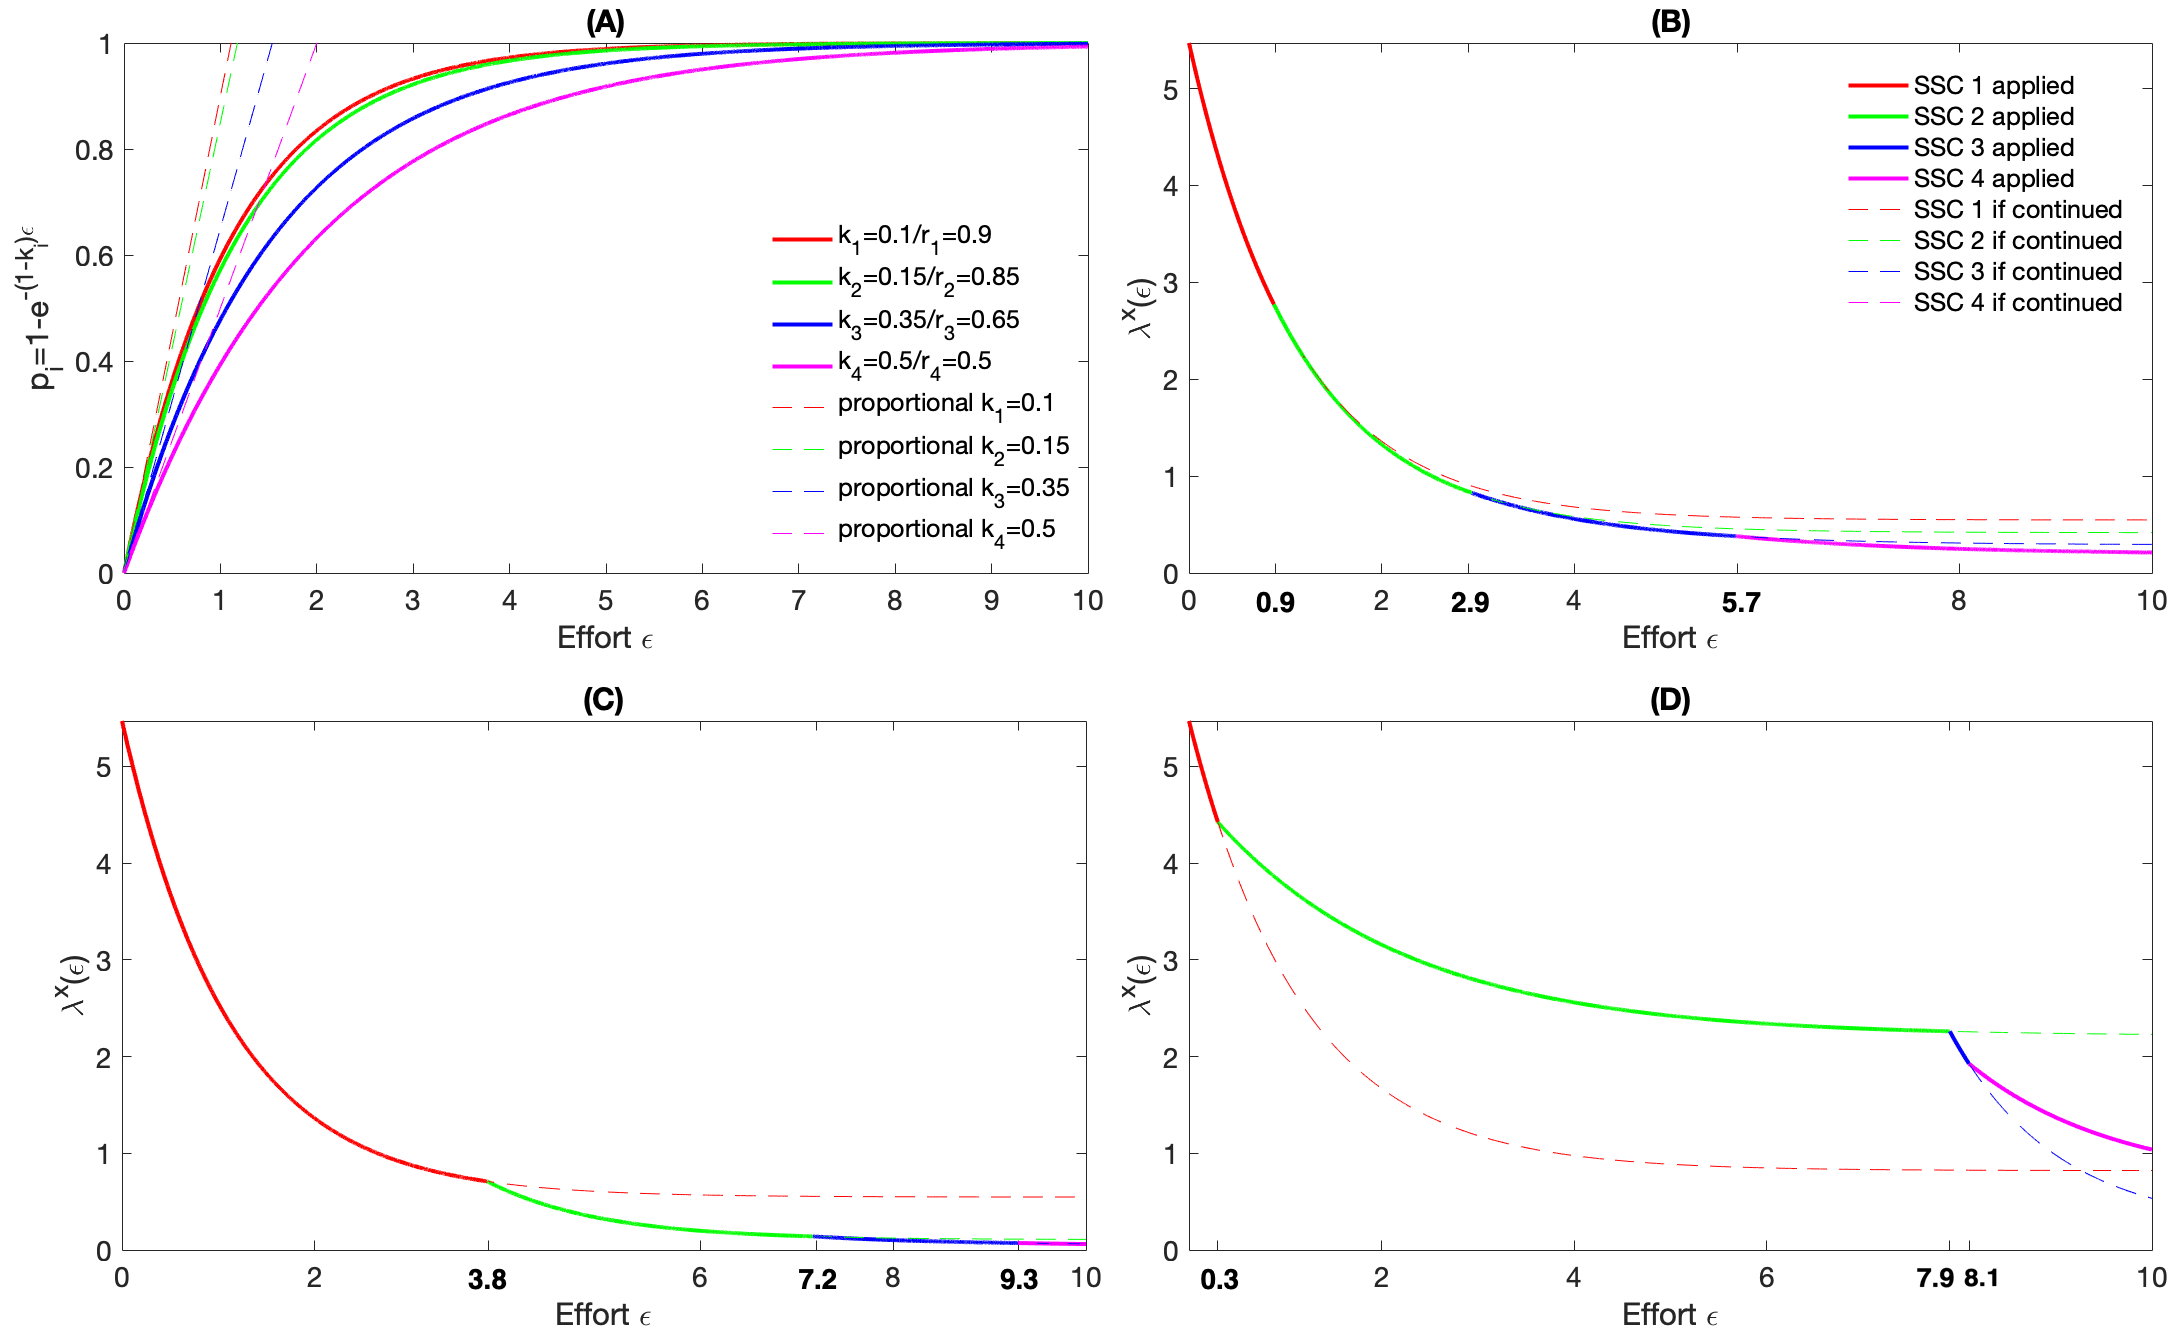 (A)
p_i=1-e^{-(1-k_i)ϵ}
1
0.8
0.6
0.4
0.2
0
k_1=0.1/r_1=0.9
k_2=0.15/r_2=0.85
k_3=0.35/r_3=0.65
k_4=0.5/r_4=0.5
proportional k_1=0.1
proportional k_2=0.15
proportional k_3=0.35
proportional k_4=0.5
0 1 2 3 4 5 6 7 8 9 10
Effort ϵ
(B)
λ^x(ϵ)
5
4
3
2
1
0
SSC 1 applied
SSC 2 applied
SSC 3 applied
SSC 4 applied
SSC 1 if continued
SSC 2 if continued
SSC 3 if continued
SSC 4 if continued
0 0.9 2 2.9 4 5.7 8 10
Effort ϵ
(C)
λ^x(ϵ)
5
4
3
2
1
0
0 2 3.8 6 7.2 8 9.3 10
Effort ϵ
(D)
λ^x(ϵ)
5
4
3
2
1
0
0.3 2 4 6 7.9 8.1 10
Effort ϵ